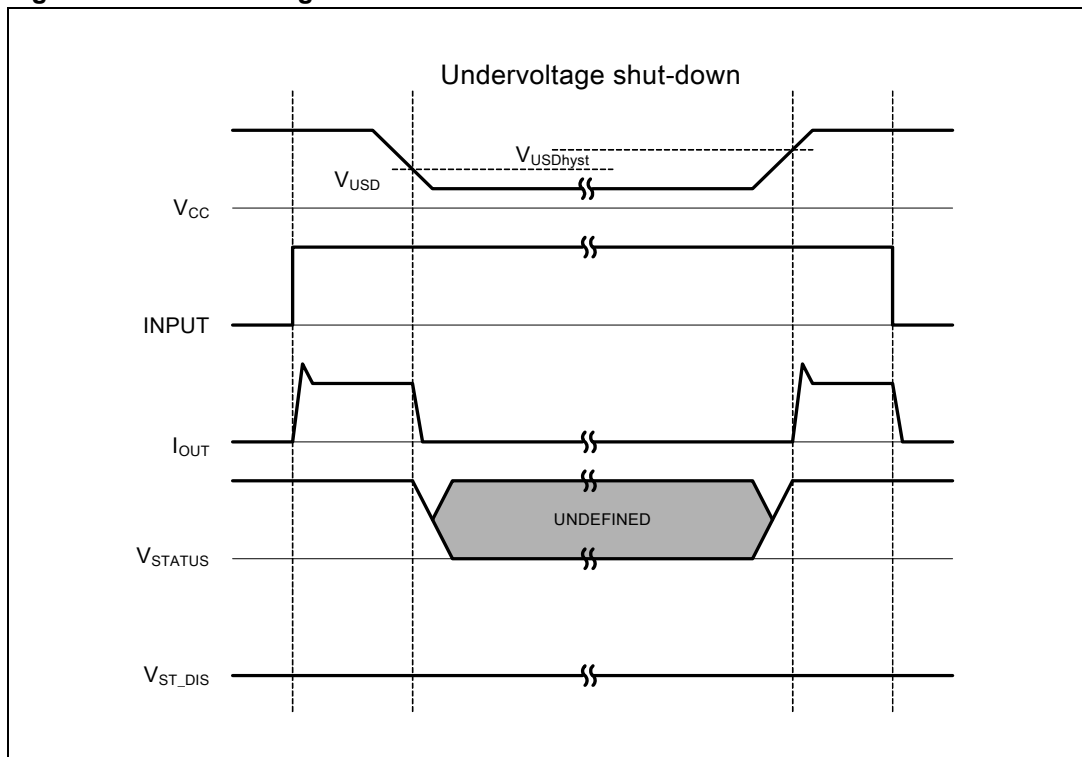 Undervoltage shut-down
V_USDhyst
V_USD
V_CC
INPUT
I_OUT
UNDEFINED
V_STATUS
V_ST_DIS